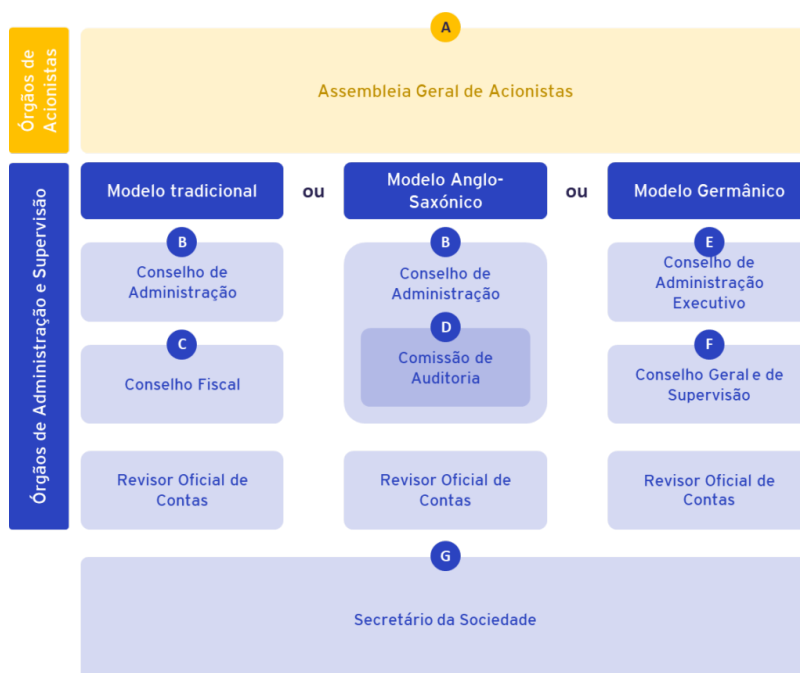 A
Órgãos de
Acionistas
Assembleia Geral de Acionistas
Órgãos de Administração e Supervisão
Modelo tradicional
ou
Modelo Anglo-
Saxónico
ou
Modelo Germânico
B
Conselho de
Administração
B
Conselho de
Administração
E
Conselho de
Administração
Executivo
C
Conselho Fiscal
D
Comissão de
Auditoria
F
Conselho Geral e de
Supervisão
Revisor Oficial de
Contas
Revisor Oficial de
Contas
Revisor Oficial de
Contas
G
Secretário da Sociedade